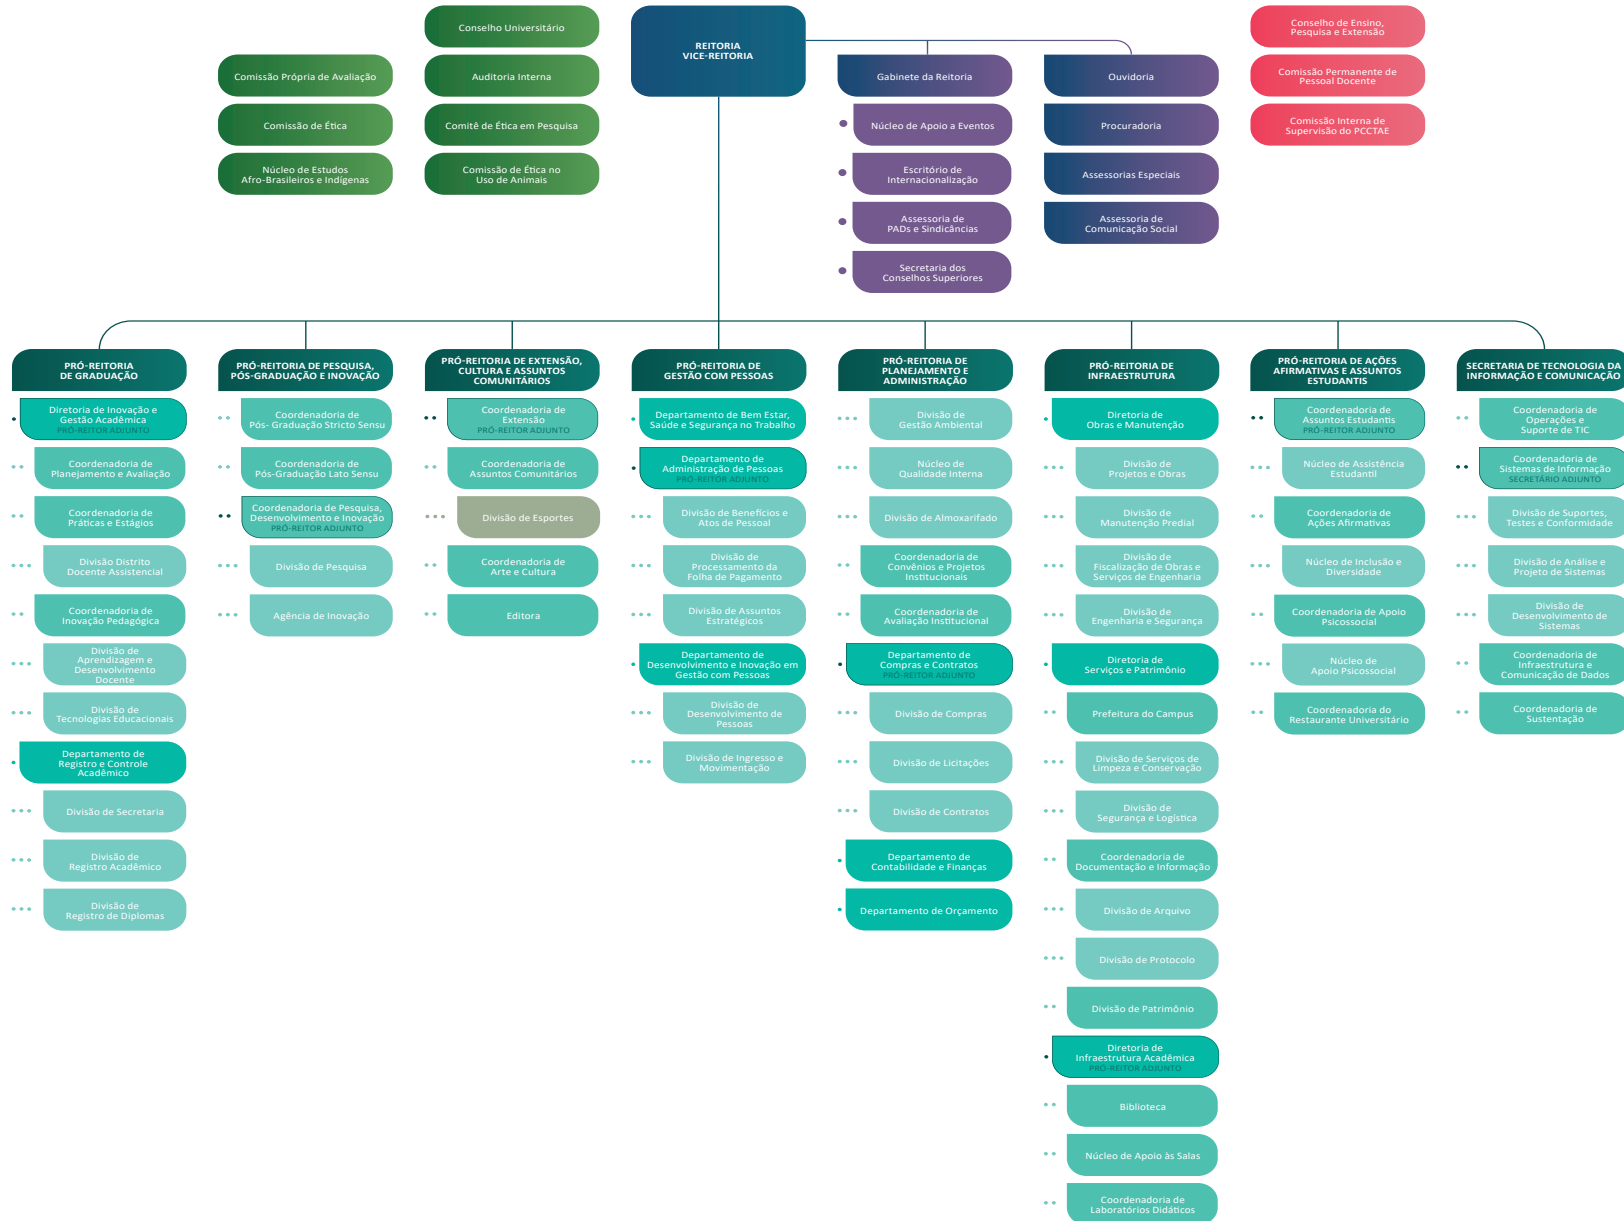 Conselho Universitário
Comissão Própria de Avaliação
Auditoria Interna
Comissão de Ética
Comitê de Ética em Pesquisa
Núcleo de Estudos
Afro-Brasileiros e Indígenas
Comissão de Ética no
Uso de Animais
REITORIA
VICE-REITORIA
Gabinete da Reitoria
Núcleo de Apoio a Eventos
Escritório de
Internacionalização
Assessoria de
PADs e Sindicâncias
Secretaria dos
Conselhos Superiores
Ouvidoria
Procuradoria
Assessorias Especiais
Assessoria de
Comunicação Social
Conselho de Ensino,
Pesquisa e Extensão
Comissão Permanente de
Pessoal Docente
Comissão Interna de
Supervisão do PCCTAE
PRÓ-REITORIA
DE GRADUAÇÃO
Diretoria de Inovação e
Gestão Acadêmica
PRÓ-REITOR ADJUNTO
Coordenadoria de
Planejamento e Avaliação
Coordenadoria de
Práticas e Estágios
Divisão Distrito
Docente Assistencial
Coordenadoria de
Inovação Pedagógica
Divisão de
Aprendizagem e
Desenvolvimento
Docente
Divisão de
Tecnologias Educacionais
Departamento de
Registro e Controle
Acadêmico
Divisão de Secretaria
Divisão de
Registro Acadêmico
Divisão de
Registro de Diplomas
PRÓ-REITORIA DE PESQUISA,
PÓS-GRADUAÇÃO E INOVAÇÃO
Coordenadoria de
Pós- Graduação Stricto Sensu
Coordenadoria de
Pós-Graduação Lato Sensu
Coordenadoria de Pesquisa,
Desenvolvimento e Inovação
PRÓ-REITOR ADJUNTO
Divisão de Pesquisa
Agência de Inovação
PRÓ-REITORIA DE EXTENSÃO,
CULTURA E ASSUNTOS
COMUNITÁRIOS
Coordenadoria de
Extensão
PRÓ-REITOR ADJUNTO
Coordenadoria de
Assuntos Comunitários
Divisão de Esportes
Coordenadoria de
Arte e Cultura
Editora
PRÓ-REITORIA DE
GESTÃO COM PESSOAS
Departamento de Bem Estar,
Saúde e Segurança no Trabalho
Departamento de
Administração de Pessoas
PRÓ-REITOR ADJUNTO
Divisão de Benefícios e
Atos de Pessoal
Divisão de
Processamento da
Folha de Pagamento
Divisão de Assuntos
Estratégicos
Departamento de
Desenvolvimento e Inovação em
Gestão com Pessoas
Divisão de
Desenvolvimento de
Pessoas
Divisão de Ingresso e
Movimentação
PRÓ-REITORIA DE
PLANEJAMENTO E
ADMINISTRAÇÃO
Divisão de
Gestão Ambiental
Núcleo de
Qualidade Interna
Divisão de Almoxarifado
Coordenadoria de
Convênios e Projetos
Institucionais
Coordenadoria de
Avaliação Institucional
Departamento de
Compras e Contratos
PRÓ-REITOR ADJUNTO
Divisão de Compras
Divisão de Licitações
Divisão de Contratos
Departamento de
Contabilidade e Finanças
Departamento de Orçamento
PRÓ-REITORIA DE
INFRAESTRUTURA
Diretoria de
Obras e Manutenção
Divisão de
Projetos e Obras
Divisão de
Manutenção Predial
Divisão de
Fiscalização de Obras e
Serviços de Engenharia
Divisão de
Engenharia e Segurança
Diretoria de
Serviços e Patrimônio
Prefeitura do Campus
Divisão de Serviços de
Limpeza e Conservação
Divisão de
Segurança e Logística
Coordenadoria de
Documentação e Informação
Divisão de Arquivo
Divisão de Protocolo
Divisão de Patrimônio
Diretoria de
Infraestrutura Acadêmica
PRÓ-REITOR ADJUNTO
Biblioteca
Núcleo de Apoio às Salas
Coordenadoria de
Laboratórios Didáticos
PRÓ-REITORIA DE AÇÕES
AFIRMATIVAS E ASSUNTOS
ESTUDANTIS
Coordenadoria de
Assuntos Estudantis
PRÓ-REITOR ADJUNTO
Núcleo de Assistência
Estudantil
Coordenadoria de
Ações Afirmativas
Núcleo de Inclusão e
Diversidade
Coordenadoria de Apoio
Psicossocial
Núcleo de
Apoio Psicossocial
Coordenadoria do
Restaurante Universitário
SECRETARIA DE TECNOLOGIA DA
INFORMAÇÃO E COMUNICAÇÃO
Coordenadoria de
Operações e
Suporte de TIC
Coordenadoria de
Sistemas de Informação
SECRETÁRIO ADJUNTO
Divisão de Suportes,
Testes e Conformidade
Divisão de Análise e
Projeto de Sistemas
Divisão de
Desenvolvimento de
Sistemas
Coordenadoria de
Infraestrutura e
Comunicação de Dados
Coordenadoria de
Sustentação